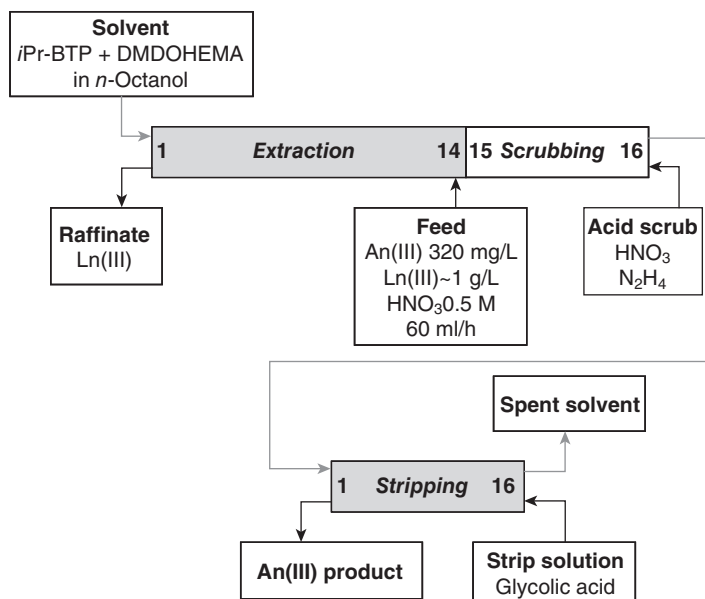 Solvent
iPr-BTP + DMDOHEMA
in n-Octanol
1 Extraction 14 15 Scrubbing 16
Raffinate
Ln(III)
Feed
An(III) 320 mg/L
Ln(III)~1 g/L
HNO₃0.5 M
60 ml/h
Acid scrub
HNO₃
N₂H₄
Spent solvent
1 Stripping 16
An(III) product
Strip solution
Glycolic acid